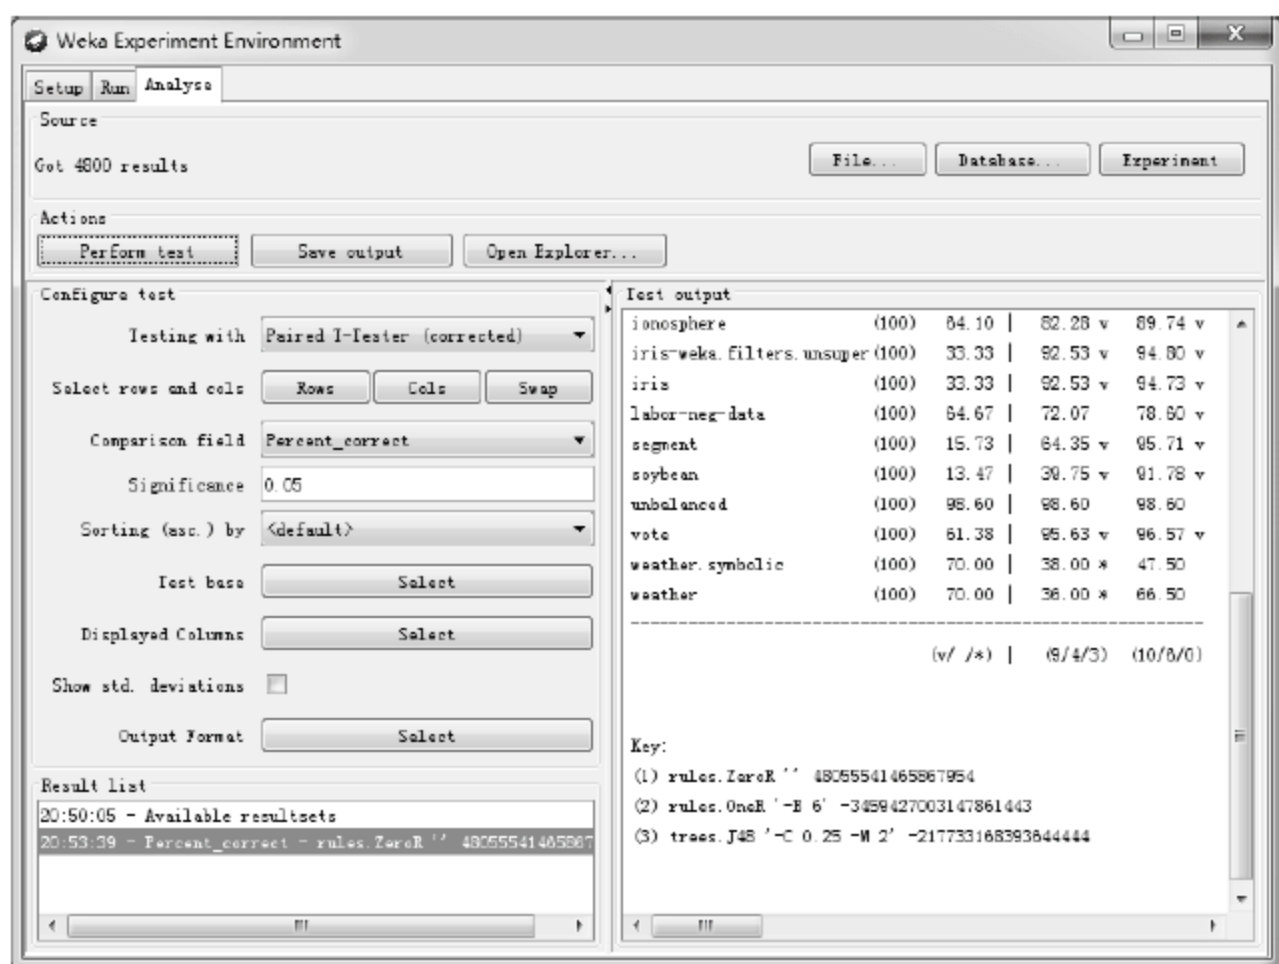 Weka Experiment Environment
Setup Run Analyse
Source
Got 4800 results
File... Database... Experiment
Actions
Perform test Save output Open Explorer...
Configure test
Testing with Paired T-Tester (corrected)
Select rows and cols Rows Cols Swap
Comparison field Percent_correct
Significance 0.05
Sorting (asc.) by <default>
Test base Select
Displayed Columns Select
Show std. deviations
Output Format Select
Result list
20:50:05 - Available resultsets
20:53:39 - Percent_correct - rules.ZeroR '' 48055541465867
Test output
ionosphere (100) 64.10 | 82.28 v 89.74 v
iris-weka.filters.unsuper(100) 33.33 | 92.53 v 94.80 v
iris (100) 33.33 | 92.53 v 94.73 v
labor-neg-data (100) 64.67 | 72.07 78.60 v
segment (100) 15.73 | 64.35 v 95.71 v
soybean (100) 13.47 | 39.75 v 91.78 v
unbalanced (100) 98.60 | 98.60 98.60
vote (100) 61.38 | 95.63 v 96.57 v
weather.symbolic (100) 70.00 | 38.00 * 47.50
weather (100) 70.00 | 36.00 * 66.50
(v/ /*) | (9/4/3) (10/6/0)
Key:
(1) rules.ZeroR '' 48055541465867954
(2) rules.OneR '-B 6' -3459427003147861443
(3) trees.J48 '-C 0.25 -M 2' -217733168393644444